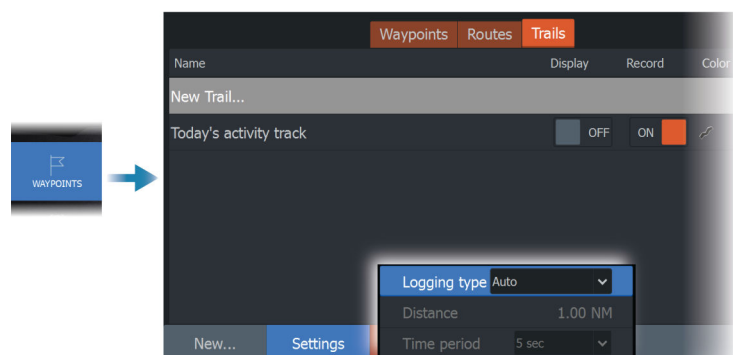 Waypoints Routes Trails
Name Display Record Color
New Trail...
Today's activity track OFF ON
WAYPOINTS
Logging type Auto
Distance 1.00 NM
New... Settings Time period 5 sec